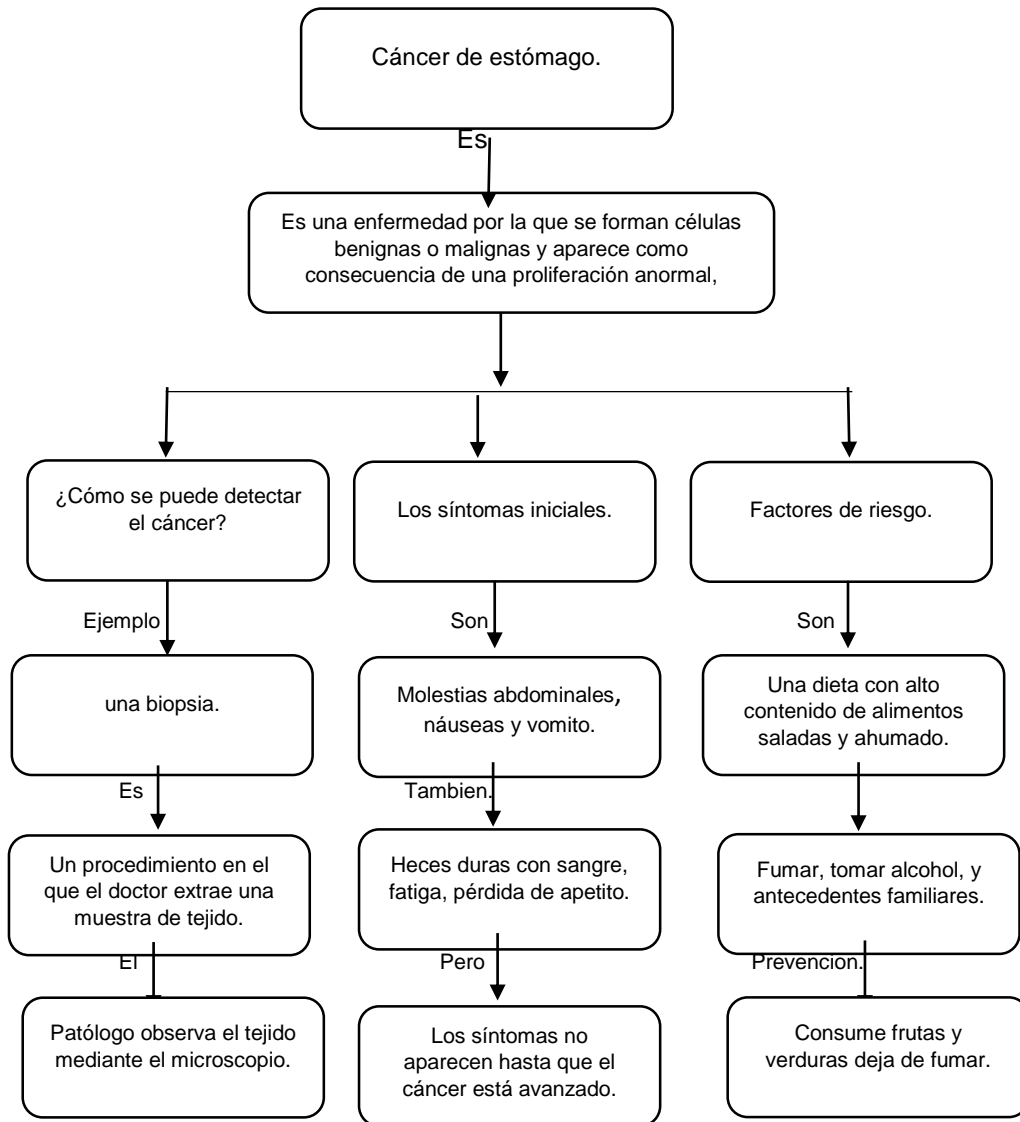 Cáncer de estómago.
Es
Es una enfermedad por la que se forman células
benignas o malignas y aparece como
consecuencia de una proliferación anormal,
¿Cómo se puede detectar
el cáncer?
Los síntomas iniciales.
Factores de riesgo.
Ejemplo
Son
Son
una biopsia.
Molestias abdominales,
náuseas y vomito.
Una dieta con alto
contenido de alimentos
saladas y ahumado.
Es
Tambien.
Un procedimiento en el
que el doctor extrae una
muestra de tejido.
Heces duras con sangre,
fatiga, pérdida de apetito.
Fumar, tomar alcohol, y
antecedentes familiares.
El
Pero
Prevencion.
Patólogo observa el tejido
mediante el microscopio.
Los síntomas no
aparecen hasta que el
cáncer está avanzado.
Consume frutas y
verduras deja de fumar.